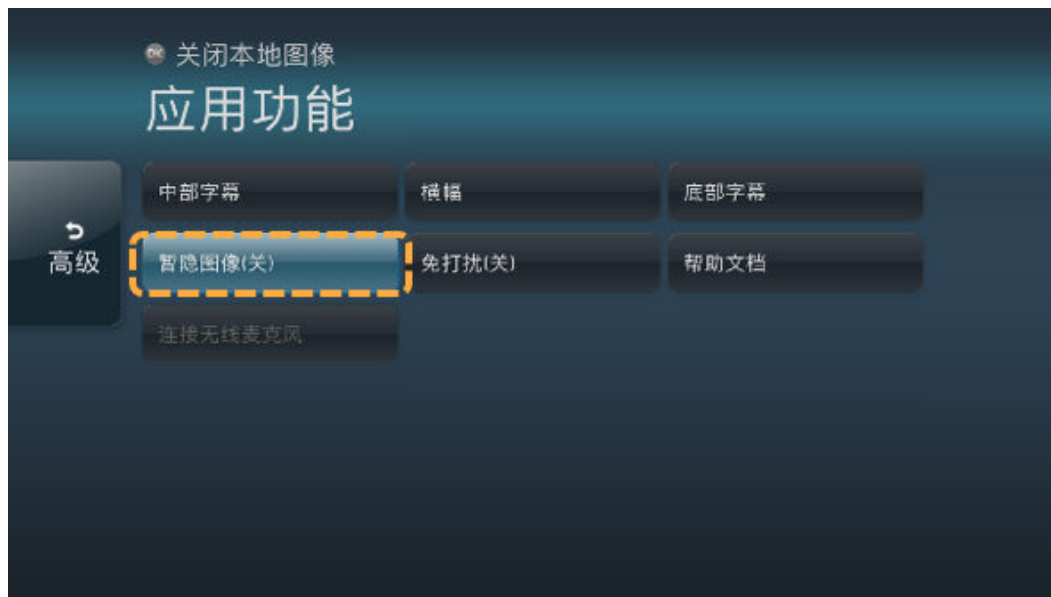 OK 关闭本地图像
应用功能
中部字幕 横幅 底部字幕
高级
暂隐图像(关) 免打扰(关) 帮助文档
连接无线麦克风